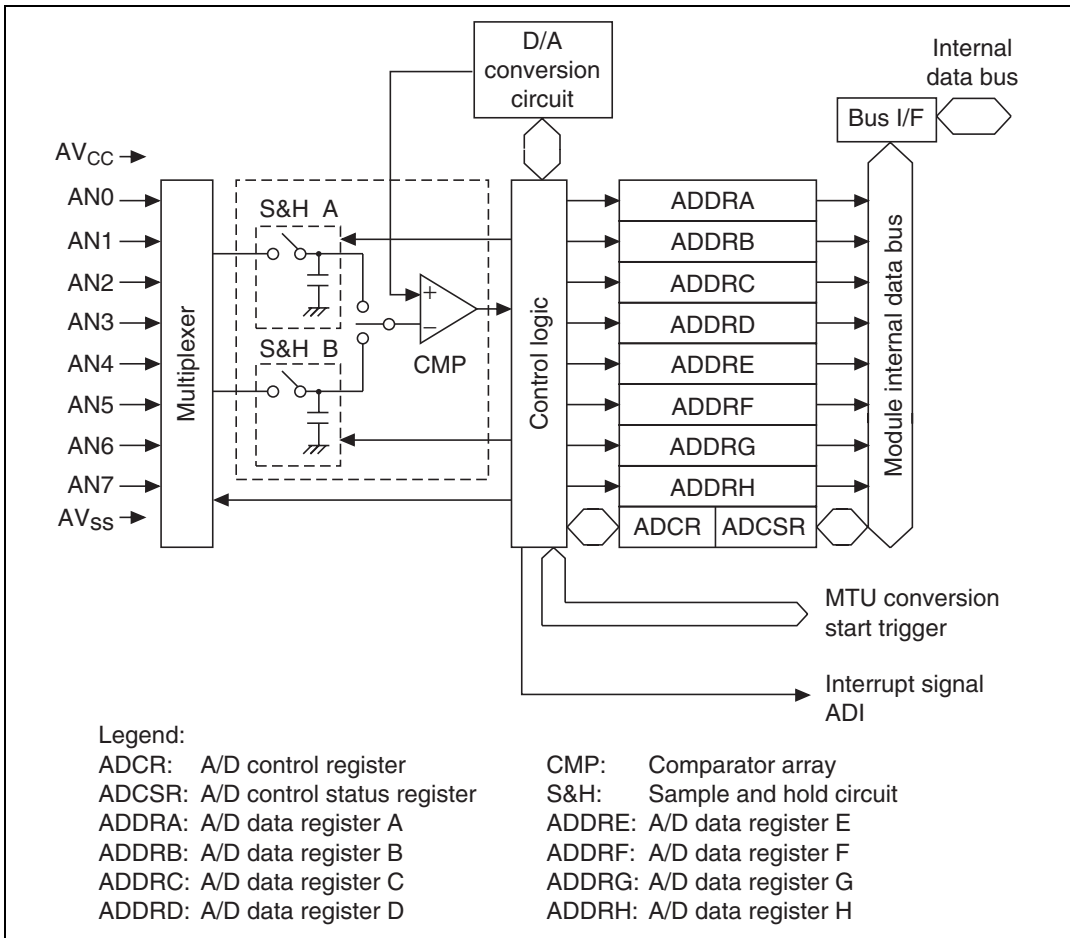 D/A
conversion
circuit
Internal
data bus
Bus I/F
AVCC
AN0
AN1
AN2
AN3
AN4
AN5
AN6
AN7
AVSS
Multiplexer
S&H A
S&H B
+
−
CMP
Control logic
ADDRA
ADDRB
ADDRC
ADDRD
ADDRE
ADDRF
ADDRG
ADDRH
ADCR ADCSR
Module internal data bus
MTU conversion
start trigger
Interrupt signal
ADI
Legend:
ADCR: A/D control register
ADCSR: A/D control status register
ADDRA: A/D data register A
ADDRB: A/D data register B
ADDRC: A/D data register C
ADDRD: A/D data register D
CMP: Comparator array
S&H: Sample and hold circuit
ADDRE: A/D data register E
ADDRF: A/D data register F
ADDRG: A/D data register G
ADDRH: A/D data register H